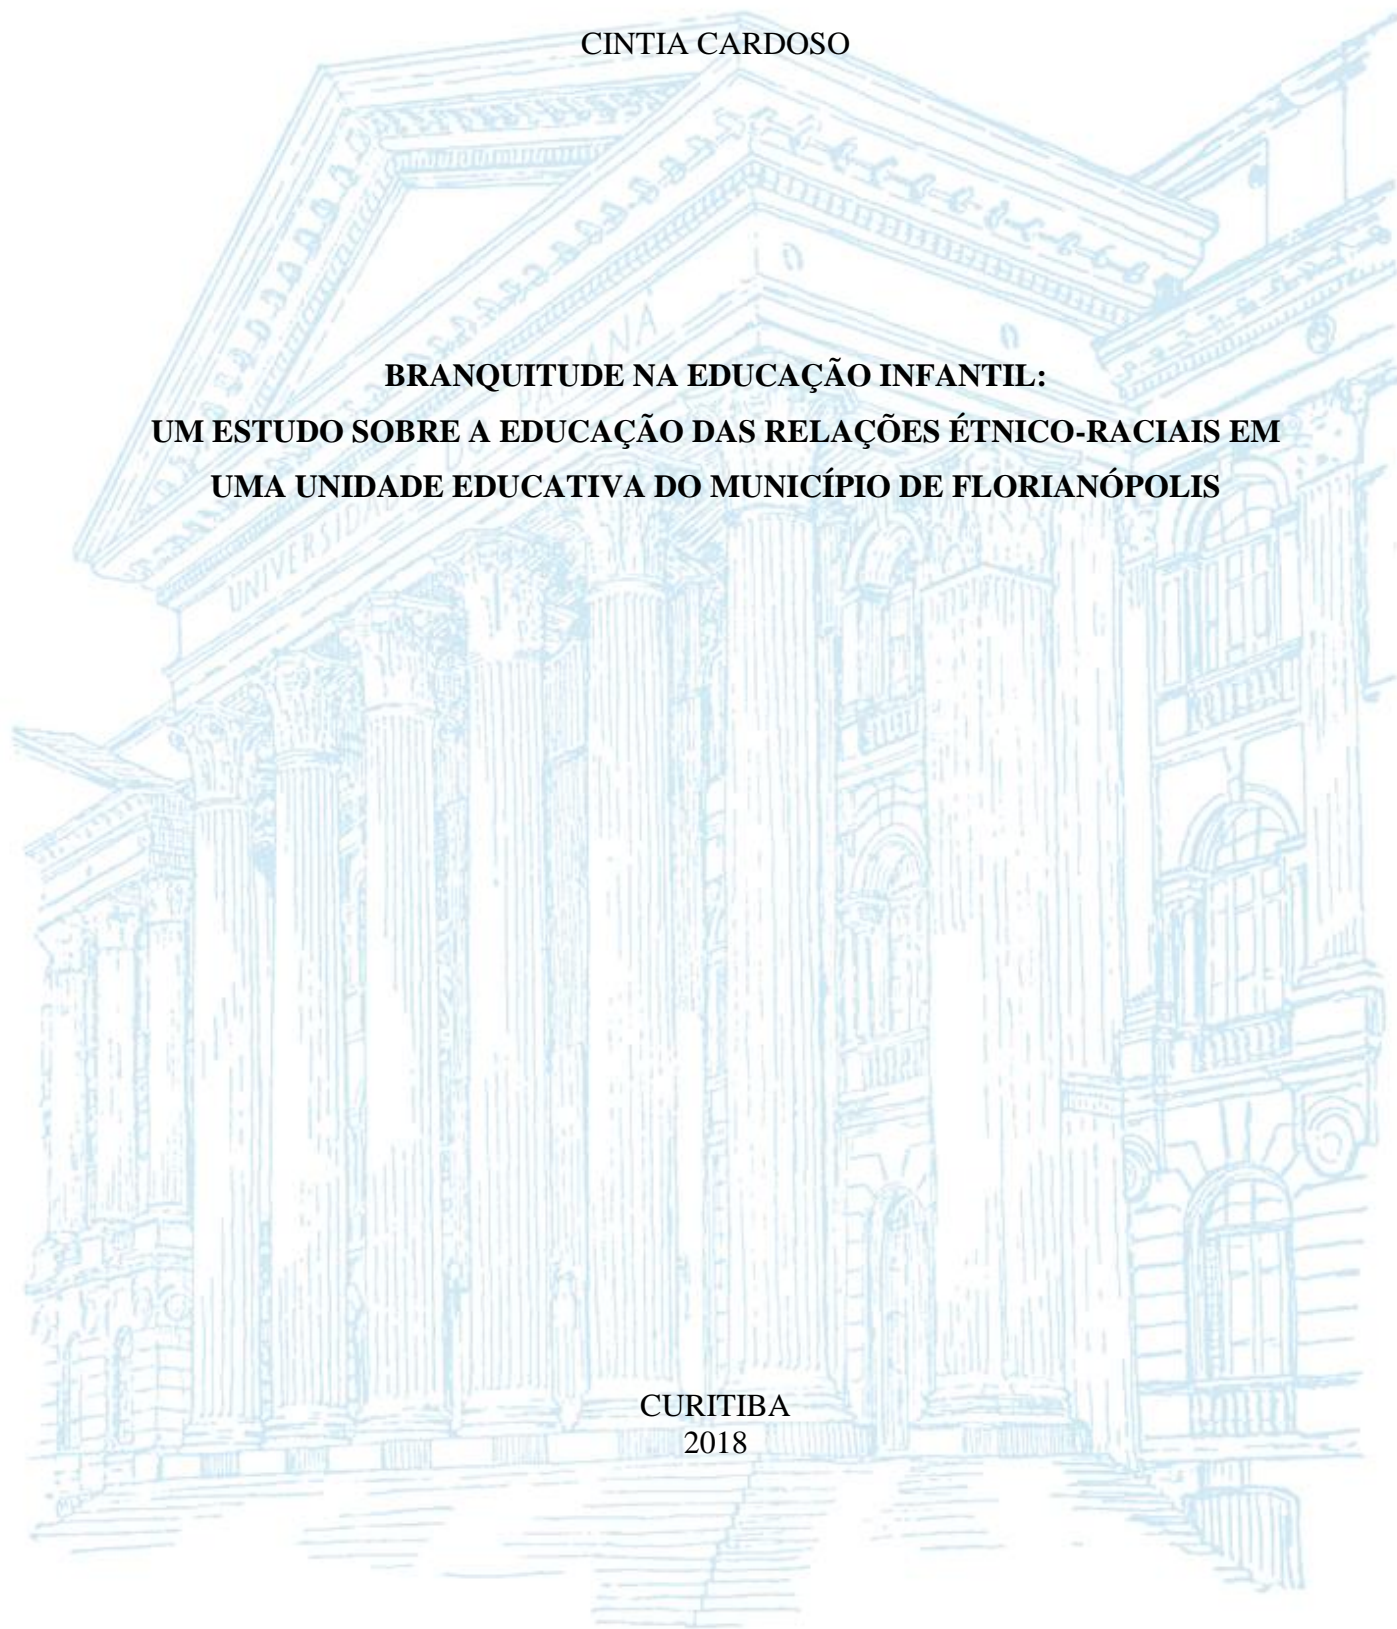 CINTIA CARDOSO
BRANQUITUDE NA EDUCAÇÃO INFANTIL:
UM ESTUDO SOBRE A EDUCAÇÃO DAS RELAÇÕES ÉTNICO-RACIAIS EM
UMA UNIDADE EDUCATIVA DO MUNICÍPIO DE FLORIANÓPOLIS
CURITIBA
2018